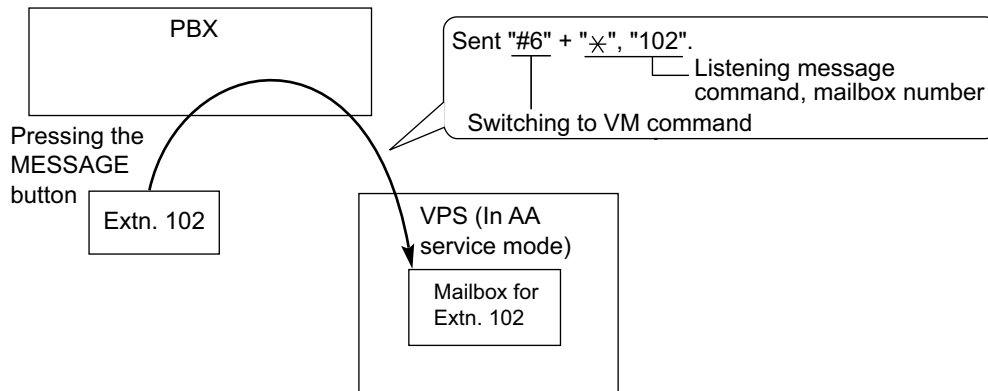 PBX
Sent "#6" + "*", "102".
Listening message
command, mailbox number
Switching to VM command
Pressing the
MESSAGE
button
Extn. 102
VPS (In AA
service mode)
Mailbox for
Extn. 102